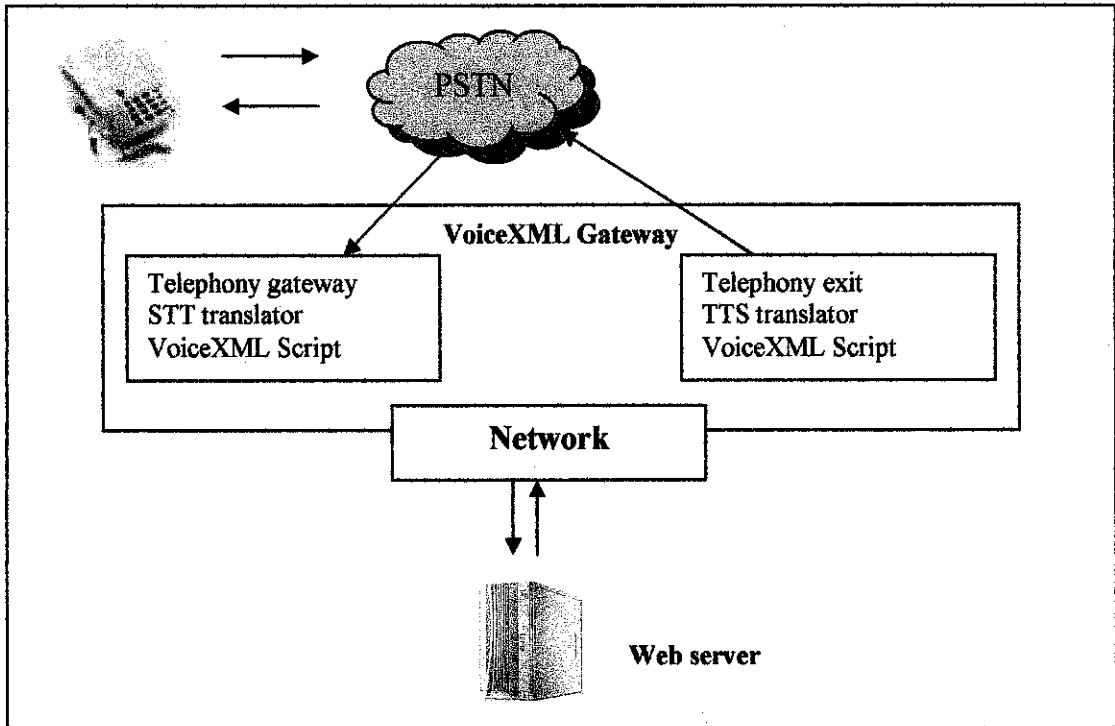 PSTN
VoiceXML Gateway
Telephony gateway
STT translator
VoiceXML Script
Telephony exit
TTS translator
VoiceXML Script
Network
Web server